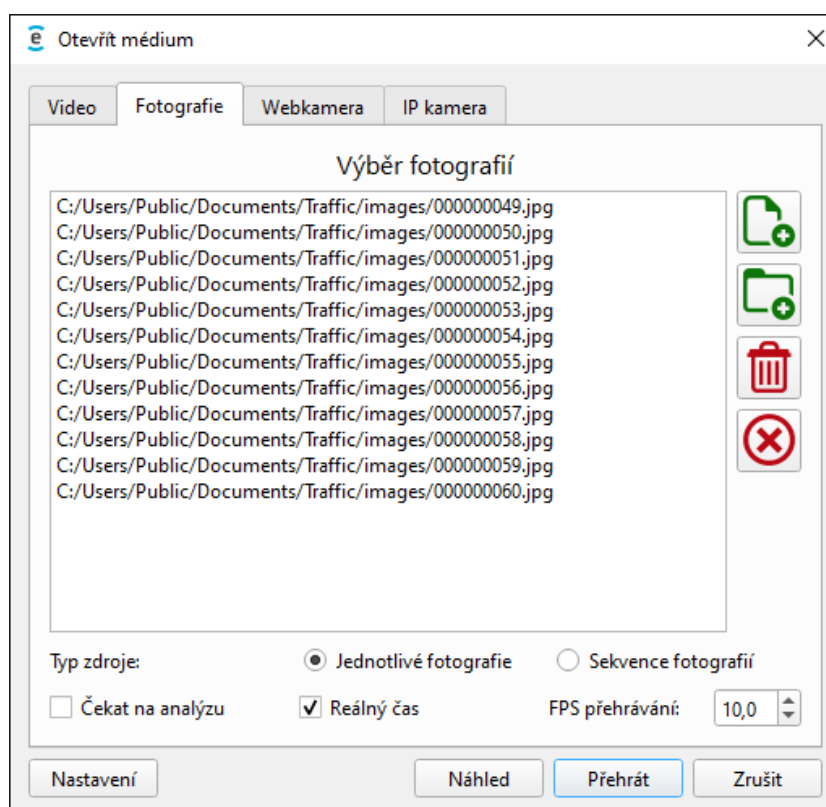 e Otevřít médium
Video Fotografie Webkamera IP kamera
Výběr fotografií
C:/Users/Public/Documents/Traffic/images/000000049.jpg
C:/Users/Public/Documents/Traffic/images/000000050.jpg
C:/Users/Public/Documents/Traffic/images/000000051.jpg
C:/Users/Public/Documents/Traffic/images/000000052.jpg
C:/Users/Public/Documents/Traffic/images/000000053.jpg
C:/Users/Public/Documents/Traffic/images/000000054.jpg
C:/Users/Public/Documents/Traffic/images/000000055.jpg
C:/Users/Public/Documents/Traffic/images/000000056.jpg
C:/Users/Public/Documents/Traffic/images/000000057.jpg
C:/Users/Public/Documents/Traffic/images/000000058.jpg
C:/Users/Public/Documents/Traffic/images/000000059.jpg
C:/Users/Public/Documents/Traffic/images/000000060.jpg
Typ zdroje: Jednotlivé fotografie Sekvence fotografií
Čekat na analýzu Reálný čas FPS přehrávání: 10,0
Nastavení Náhled Přehrát Zrušit